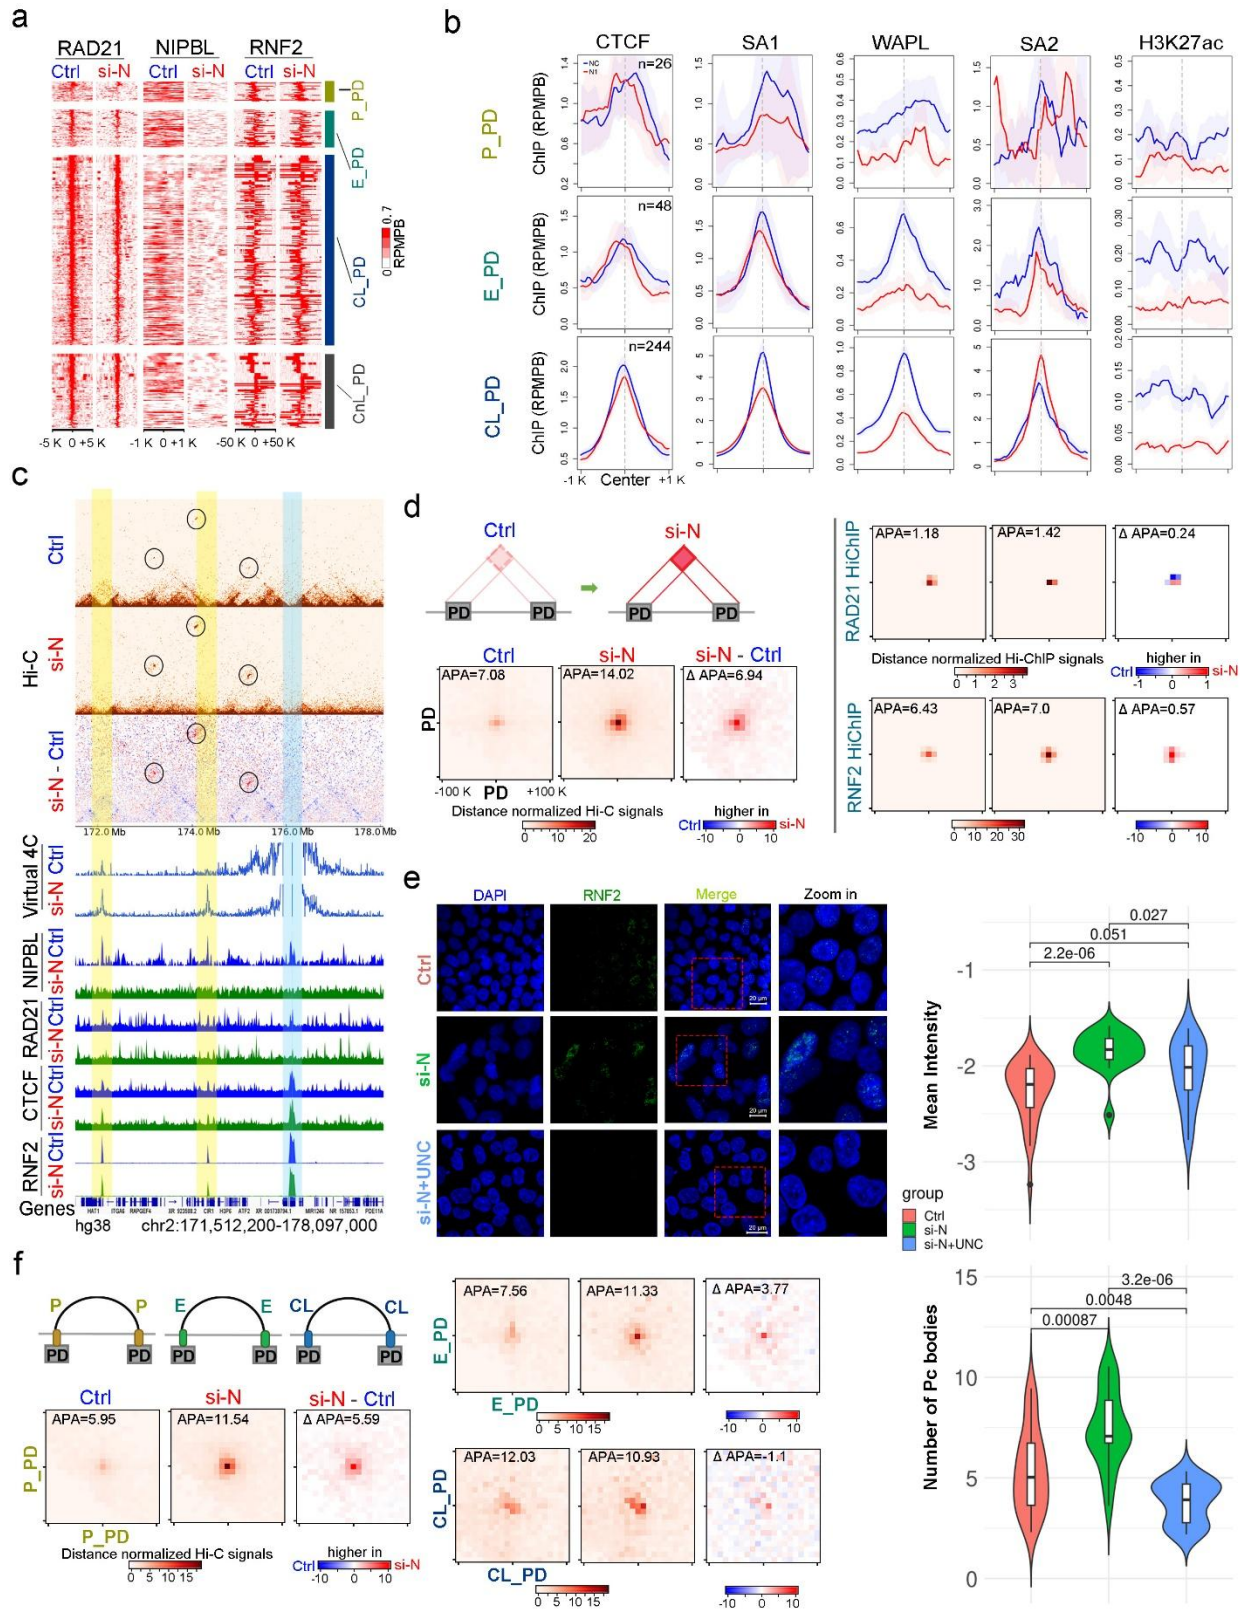 a
RAD21 NIPBL RNF2
Ctrl si-N Ctrl si-N Ctrl si-N
P_PD
E_PD
CL_PD
CnL_PD
0 0.7
RPMPB
-5 K 0 +5 K -1 K 0 +1 K -50 K 0 +50 K
b
CTCF SA1 WAPL SA2 H3K27ac
NC
N1
n=26
P_PD
ChIP (RPMPB)
n=48
E_PD
ChIP (RPMPB)
n=244
CL_PD
ChIP (RPMPB)
-1 K Center +1 K
c
Hi-C
Ctrl
si-N
si-N - Ctrl
172.0 Mb 174.0 Mb 176.0 Mb 178.0 Mb
Virtual 4C
si-N Ctrl
NIPBL
si-N Ctrl
RAD21
si-N Ctrl
CTCF
si-N Ctrl
RNF2
si-N Ctrl
Genes
HAT1 ITGA6 RAPGEF4 CIR1 ATF2 MIR1246 PDE11A
hg38 chr2:171,512,200-178,097,000
d
Ctrl si-N
PD PD PD PD
Ctrl si-N si-N - Ctrl
APA=7.08 APA=14.02 Δ APA=6.94
PD
-100 K PD +100 K
Distance normalized Hi-C signals
0 5 10 15 20
higher in
Ctrl si-N
-10 0 10
RAD21 HiChIP
APA=1.18 APA=1.42 Δ APA=0.24
Distance normalized Hi-ChIP signals
0 1 2 3
higher in
Ctrl si-N
-1 0 1
RNF2 HiChIP
APA=6.43 APA=7.0 Δ APA=0.57
0 10 20 30
-10 0 10
e
DAPI RNF2 Merge Zoom in
Ctrl
20 μm
si-N
20 μm
si-N+UNC
20 μm
Mean Intensity
-1
-2
-3
0.027
0.051
2.2e-06
group
Ctrl
si-N
si-N+UNC
Number of Pc bodies
15
10
5
0
3.2e-06
0.0048
0.00087
f
P P E E CL CL
PD PD PD PD PD PD
Ctrl si-N si-N - Ctrl
APA=5.95 APA=11.54 Δ APA=5.59
P_PD
P_PD
Distance normalized Hi-C signals
0 5 10 15
higher in
Ctrl si-N
-10 0 10
APA=7.56 APA=11.33 Δ APA=3.77
E_PD
E_PD
0 5 10 15
-10 0 10
APA=12.03 APA=10.93 Δ APA=-1.1
CL_PD
CL_PD
0 5 10 15
-10 0 10